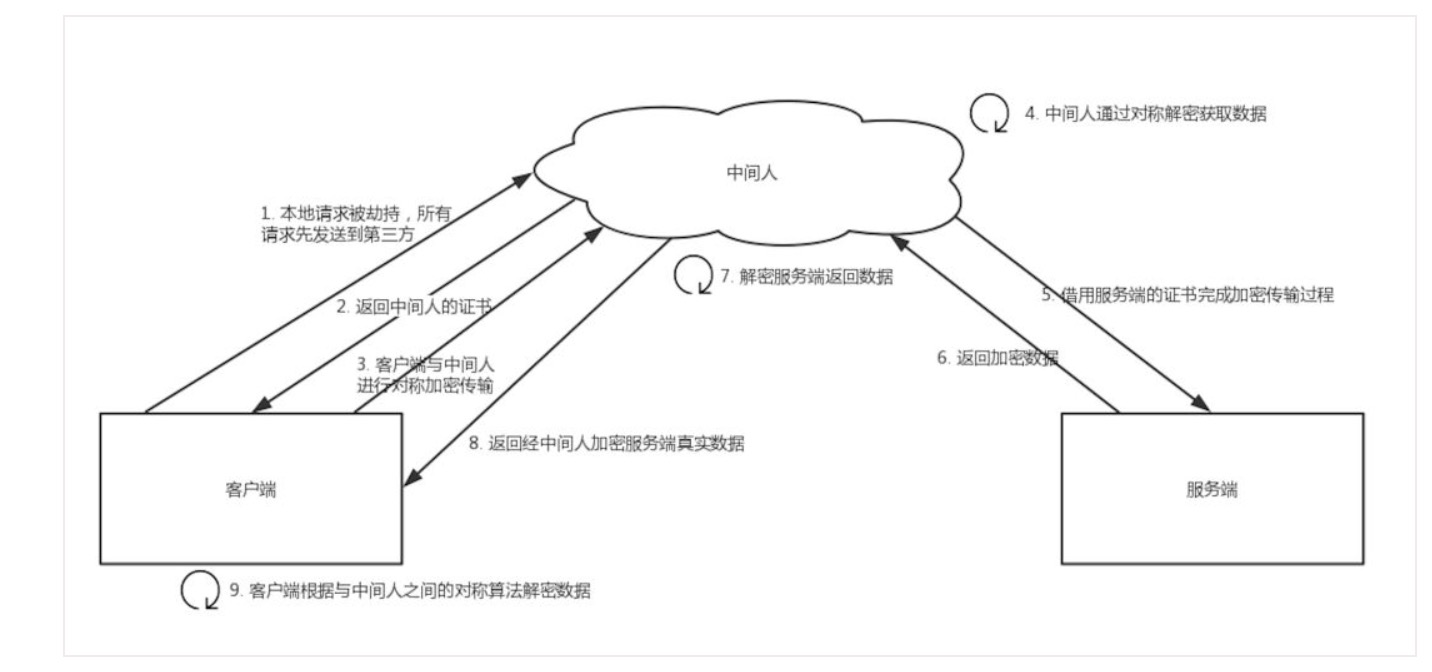 4. 中间人通过对称解密获取数据
中间人
1. 本地请求被劫持，所有
请求先发送到第三方
7. 解密服务端返回数据
2. 返回中间人的证书
5. 借用服务端的证书完成加密传输过程
3. 客户端与中间人
进行对称加密传输
6. 返回加密数据
8. 返回经中间人加密服务端真实数据
客户端
服务端
9. 客户端根据与中间人之间的对称算法解密数据